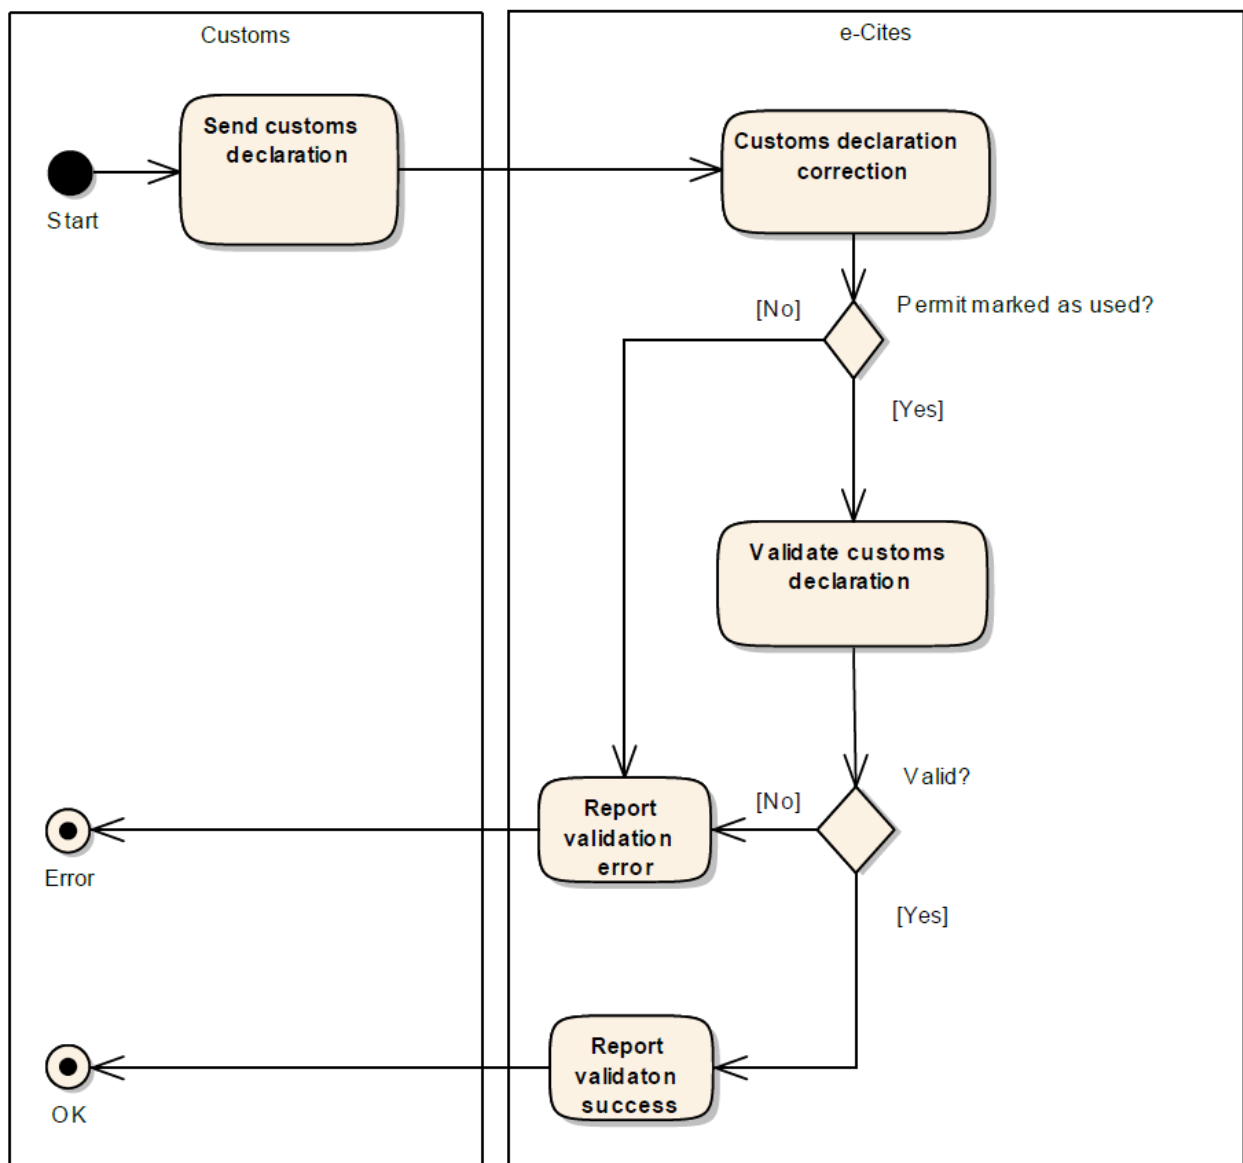 Customs
e-Cites
Send customs
declaration
Customs declaration
correction
Start
[No]
Permit marked as used?
[Yes]
Validate customs
declaration
Valid?
[No]
Report
validation
error
Error
[Yes]
Report
validaton
success
OK